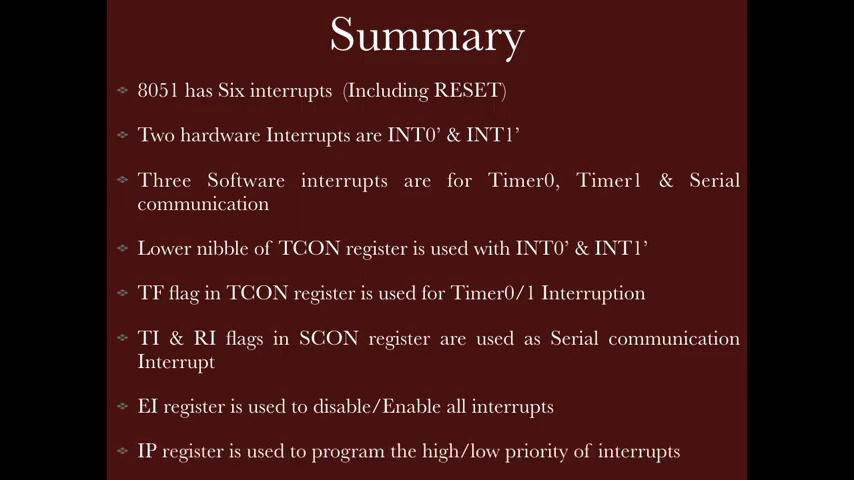 Summary
8051 has Six interrupts (Including RESET)
Two hardware Interrupts are INT0’ & INT1’
Three Software interrupts are for Timer0, Timer1 & Serial
communication
Lower nibble of TCON register is used with INT0’ & INT1’
TF flag in TCON register is used for Timer0/1 Interruption
TI & RI flags in SCON register are used as Serial communication
Interrupt
EI register is used to disable/Enable all interrupts
IP register is used to program the high/low priority of interrupts